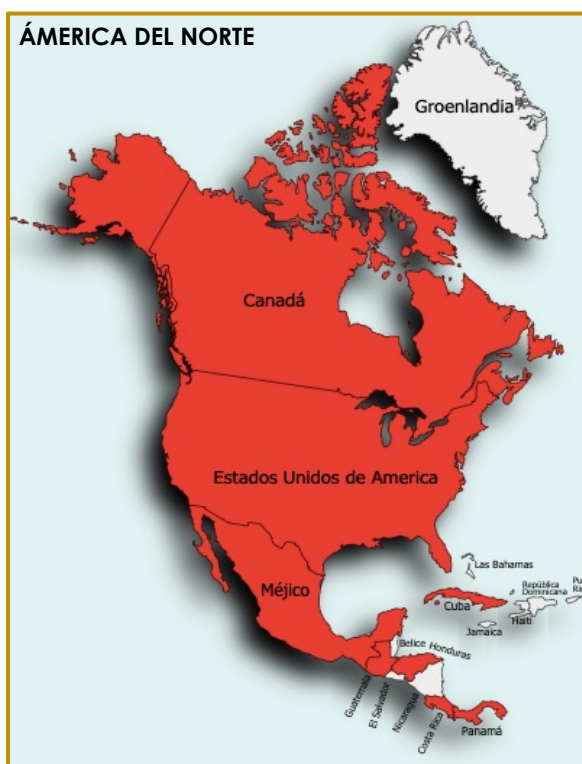 ÁMERICA DEL NORTE
Groenlandia
Canadá
Estados Unidos de America
Méjico
Las Bahamas
República
Dominicana
Cuba
Haiti
Jamaica
Belice Honduras
Guatemala
El Salvador
Nicaragua
Costa Rica
Panamá